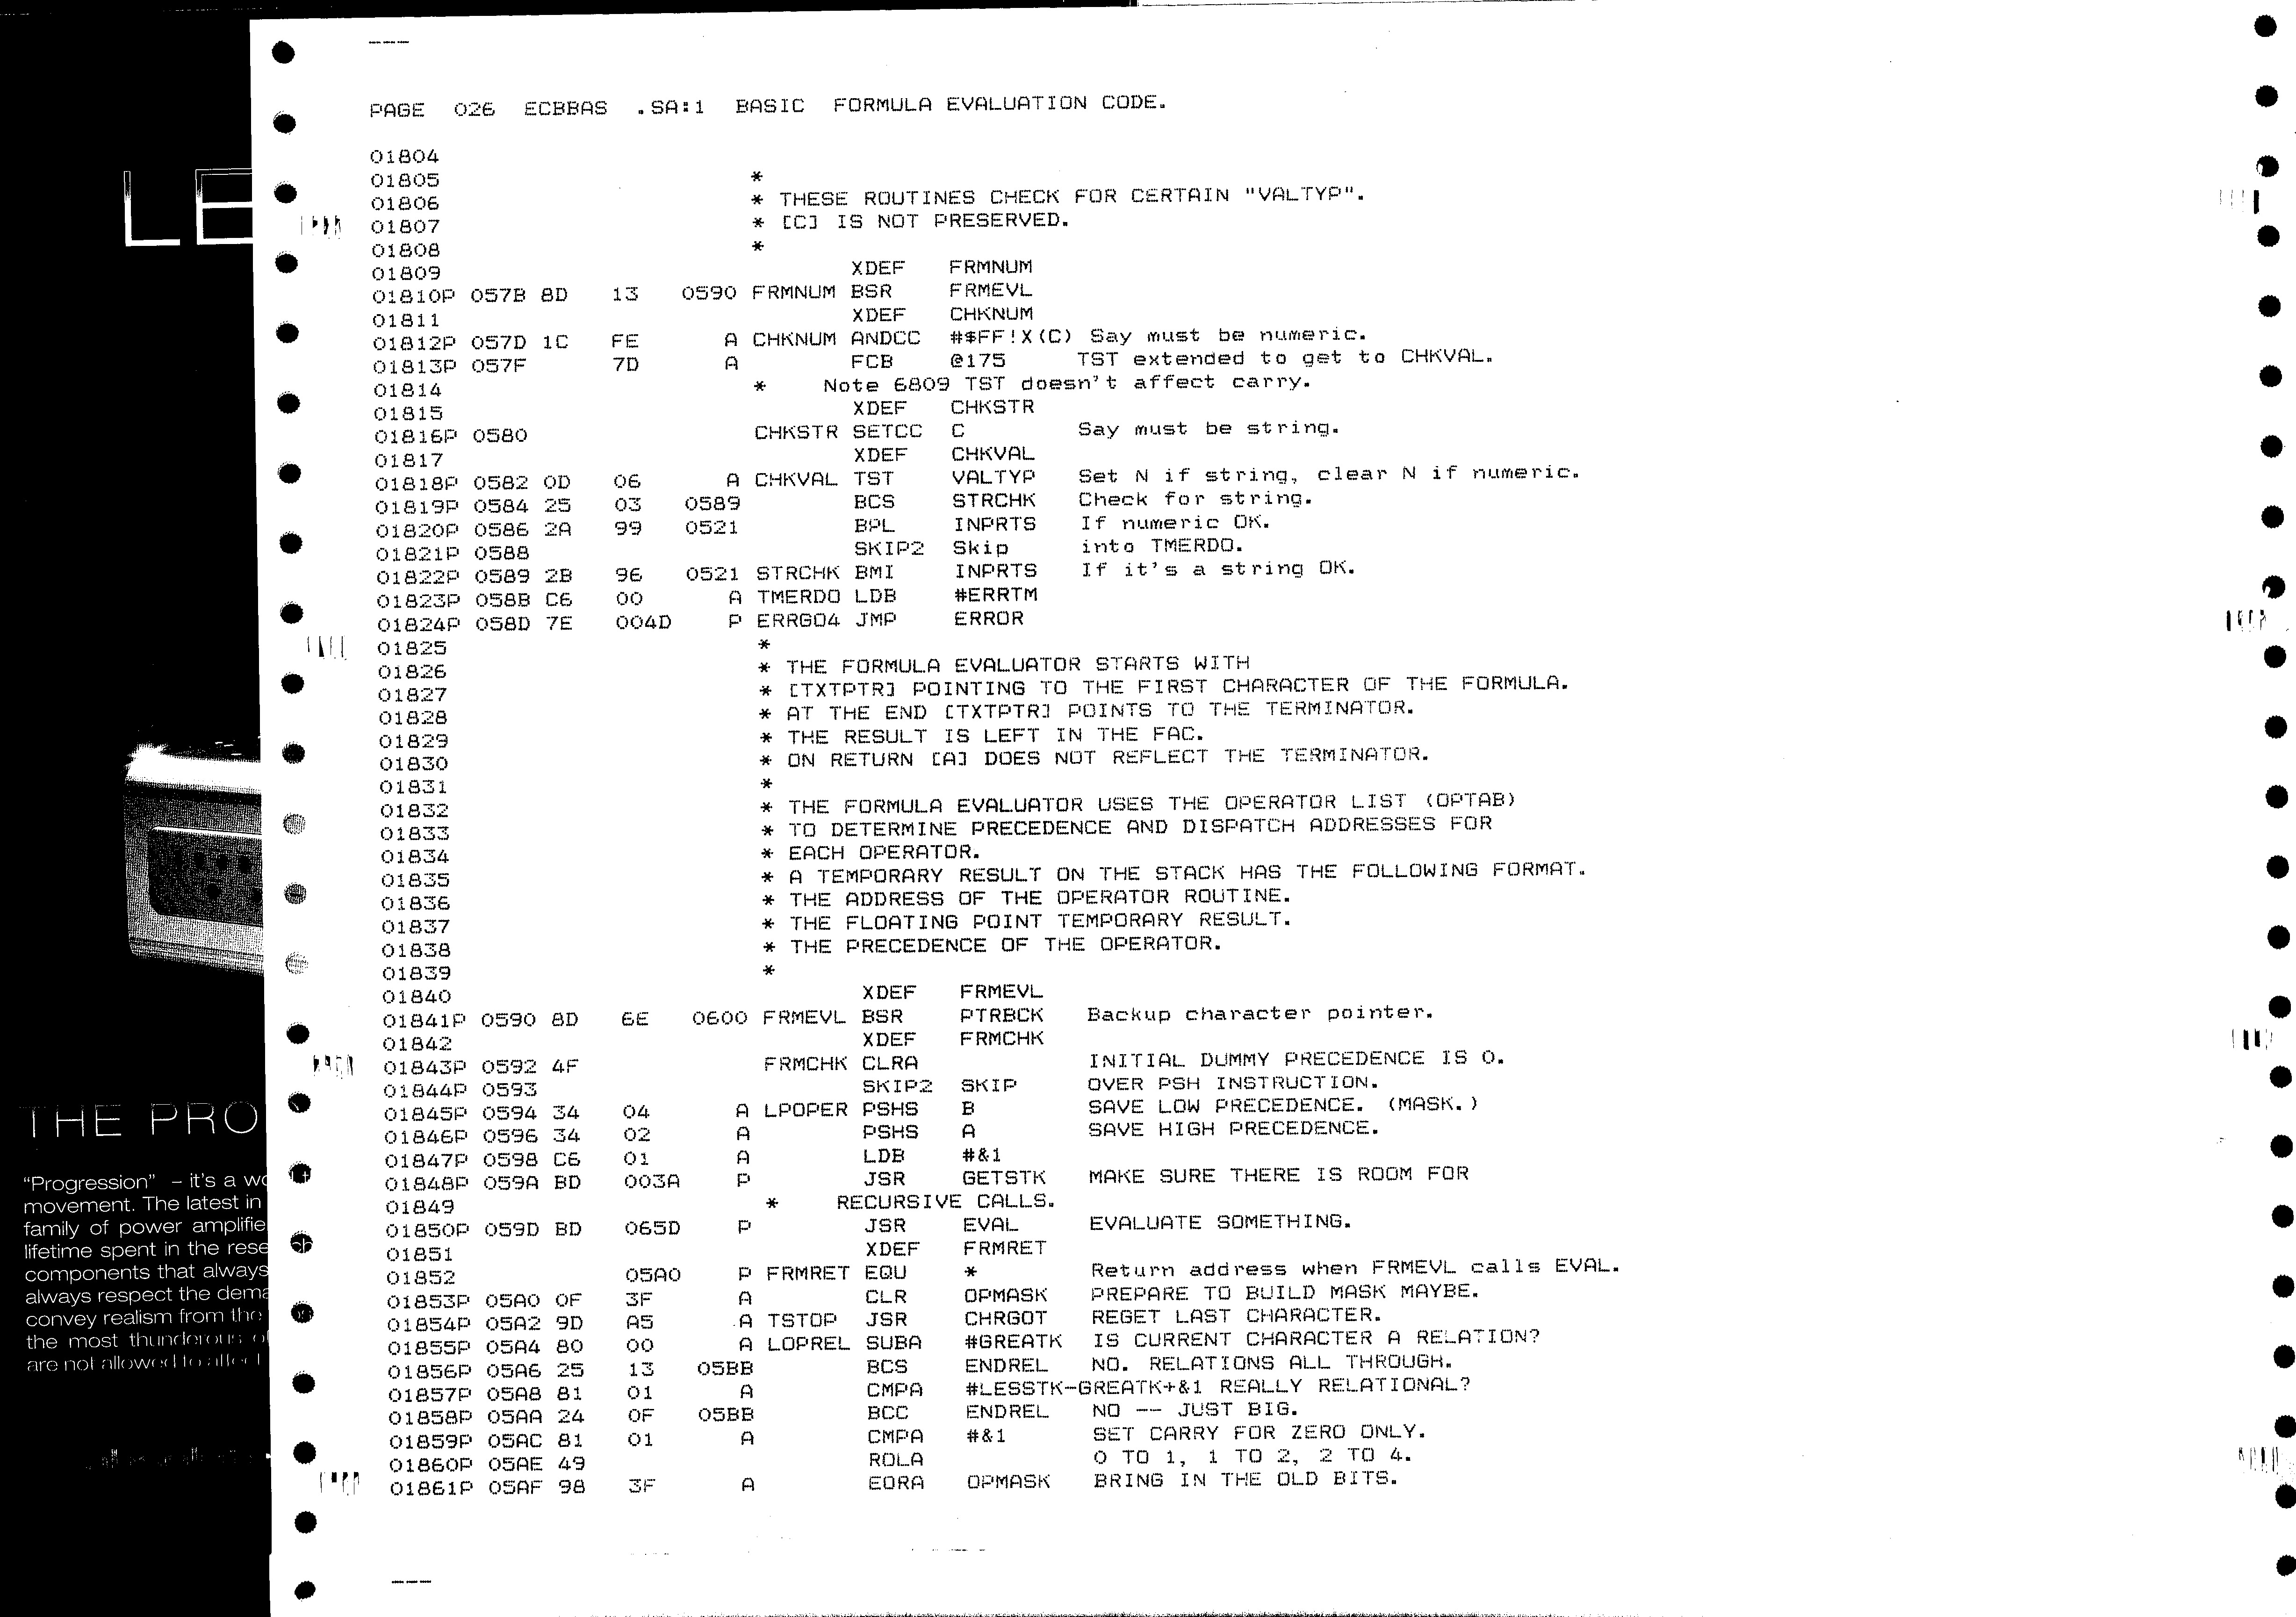 PAGE 026 ECBBAS .SA:1 BASIC FORMULA EVALUATION CODE.
01804
01805 *
01806 * THESE ROUTINES CHECK FOR CERTAIN "VALTYP".
01807 * [C] IS NOT PRESERVED.
01808 *
01809 XDEF FRMNUM
01810P 057B 8D 13 0590 FRMNUM BSR FRMEVL
01811 XDEF CHKNUM
01812P 057D 1C FE A CHKNUM ANDCC #$FF!X(C) Say must be numeric.
01813P 057F 7D A FCB @175 TST extended to get to CHKVAL.
01814 * Note 6809 TST doesn't affect carry.
01815 XDEF CHKSTR
01816P 0580 CHKSTR SETCC C Say must be string.
01817 XDEF CHKVAL
01818P 0582 0D 06 A CHKVAL TST VALTYP Set N if string, clear N if numeric.
01819P 0584 25 03 0589 BCS STRCHK Check for string.
01820P 0586 2A 99 0521 BPL INPRTS If numeric OK.
01821P 0588 SKIP2 Skip into TMERDO.
01822P 0589 2B 96 0521 STRCHK BMI INPRTS If it's a string OK.
01823P 058B C6 00 A TMERDO LDB #ERRTM
01824P 058D 7E 004D P ERRGO4 JMP ERROR
01825 *
01826 * THE FORMULA EVALUATOR STARTS WITH
01827 * [TXTPTR] POINTING TO THE FIRST CHARACTER OF THE FORMULA.
01828 * AT THE END [TXTPTR] POINTS TO THE TERMINATOR.
01829 * THE RESULT IS LEFT IN THE FAC.
01830 * ON RETURN [A] DOES NOT REFLECT THE TERMINATOR.
01831 *
01832 * THE FORMULA EVALUATOR USES THE OPERATOR LIST (OPTAB)
01833 * TO DETERMINE PRECEDENCE AND DISPATCH ADDRESSES FOR
01834 * EACH OPERATOR.
01835 * A TEMPORARY RESULT ON THE STACK HAS THE FOLLOWING FORMAT.
01836 * THE ADDRESS OF THE OPERATOR ROUTINE.
01837 * THE FLOATING POINT TEMPORARY RESULT.
01838 * THE PRECEDENCE OF THE OPERATOR.
01839 *
01840 XDEF FRMEVL
01841P 0590 8D 6E 0600 FRMEVL BSR PTRBCK Backup character pointer.
01842 XDEF FRMCHK
01843P 0592 4F FRMCHK CLRA INITIAL DUMMY PRECEDENCE IS 0.
01844P 0593 SKIP2 SKIP OVER PSH INSTRUCTION.
01845P 0594 34 04 A LPOPER PSHS B SAVE LOW PRECEDENCE. (MASK.)
01846P 0596 34 02 A PSHS A SAVE HIGH PRECEDENCE.
01847P 0598 C6 01 A LDB #&1
01848P 059A BD 003A P JSR GETSTK MAKE SURE THERE IS ROOM FOR
01849 * RECURSIVE CALLS.
01850P 059D BD 065D P JSR EVAL EVALUATE SOMETHING.
01851 XDEF FRMRET
01852 05A0 P FRMRET EQU * Return address when FRMEVL calls EVAL.
01853P 05A0 0F 3F A CLR OPMASK PREPARE TO BUILD MASK MAYBE.
01854P 05A2 9D A5 A TSTOP JSR CHRGOT REGET LAST CHARACTER.
01855P 05A4 80 00 A LOPREL SUBA #GREATK IS CURRENT CHARACTER A RELATION?
01856P 05A6 25 13 05BB BCS ENDREL NO. RELATIONS ALL THROUGH.
01857P 05A8 81 01 A CMPA #LESSTK-GREATK+&1 REALLY RELATIONAL?
01858P 05AA 24 0F 05BB BCC ENDREL NO -- JUST BIG.
01859P 05AC 81 01 A CMPA #&1 SET CARRY FOR ZERO ONLY.
01860P 05AE 49 ROLA 0 TO 1, 1 TO 2, 2 TO 4.
01861P 05AF 98 3F A EORA OPMASK BRING IN THE OLD BITS.
LE
THE PRO
"Progression" – it's a wo
movement. The latest in
family of power amplifie
lifetime spent in the rese
components that always
always respect the dema
convey realism from the
the most thunderous of
are not allowed to affect